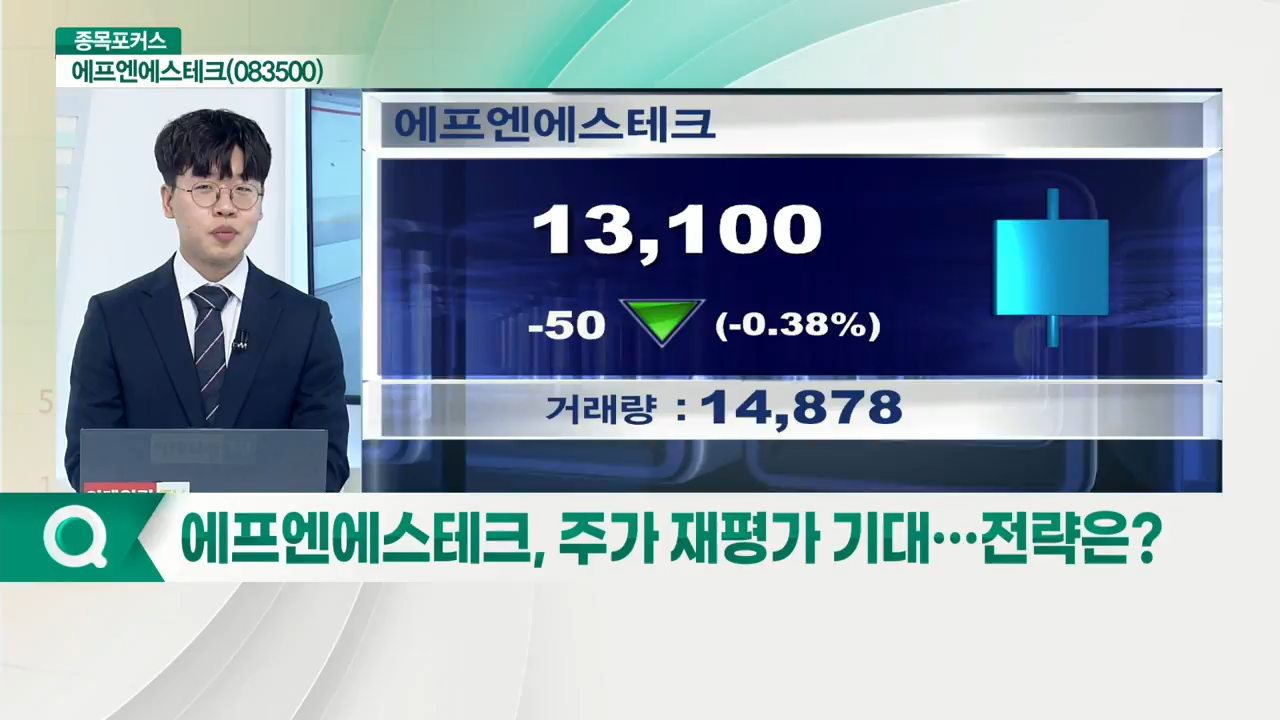 종목포커스
에프엔에스테크(083500)
에프엔에스테크
13,100
-50 (-0.38%)
거래량 : 14,878
에프엔에스테크, 주가 재평가 기대…전략은?
5
1